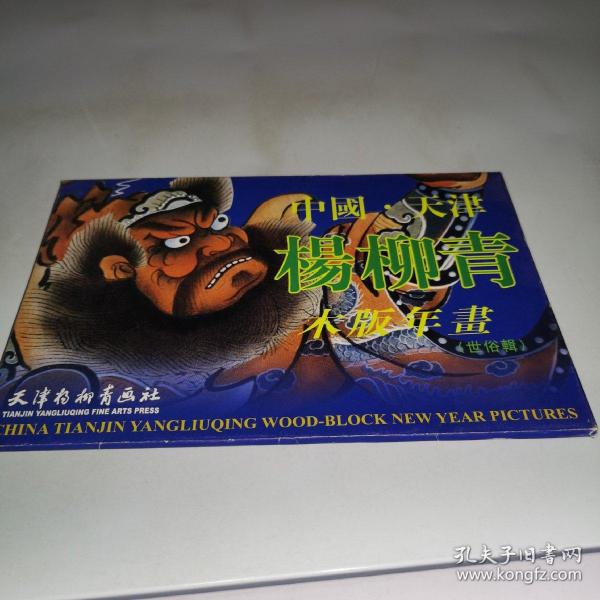 中國·天津
楊柳青
木版年畫
(世俗輯)
天津杨柳青画社
TIANJIN YANGLIUQING FINE ARTS PRESS
CHINA TIANJIN YANGLIUQING WOOD-BLOCK NEW YEAR PICTURES
孔夫子旧書网
www.kongfz.com